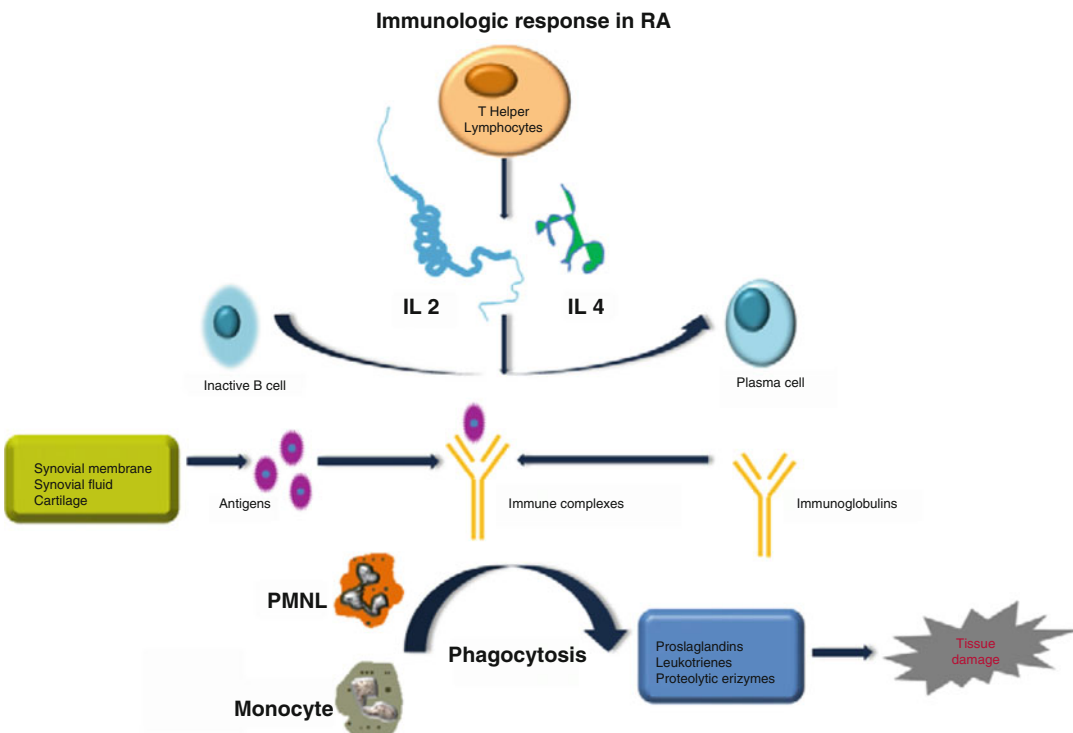 Immunologic response in RA
T Helper
Lymphocytes
IL 2
IL 4
Inactive B cell
Plasma cell
Synovial membrane
Synovial fluid
Cartilage
Antigens
Immune complexes
Immunoglobulins
PMNL
Phagocytosis
Monocyte
Proslaglandins
Leukotrienes
Proteolytic erizymes
Tissue
damage